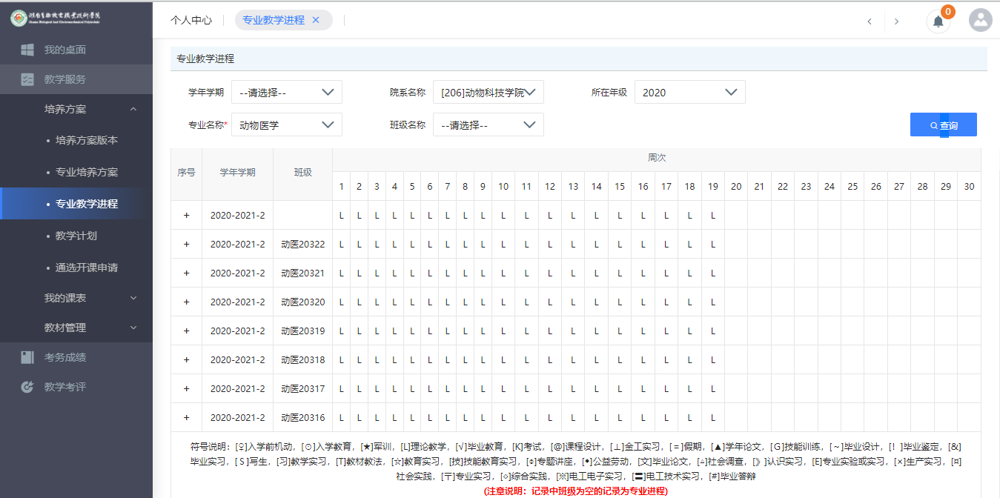 湖南生物机电职业技术学院
个人中心 专业教学进程 × 0
我的桌面
教学服务
培养方案
• 培养方案版本
• 专业培养方案
• 专业教学进程
• 教学计划
• 通选开课申请
我的课表
教材管理
考务成绩
教学考评
专业教学进程
学年学期 --请选择-- 院系名称 [206]动物科技学院 所在年级 2020
专业名称* 动物医学 班级名称 --请选择-- 查询
序号 学年学期 班级 周次
1 2 3 4 5 6 7 8 9 10 11 12 13 14 15 16 17 18 19 20 21 22 23 24 25 26 27 28 29 30
+ 2020-2021-2 L L L L L L L L L L L L L L L L L L L
+ 2020-2021-2 动医20322 L L L L L L L L L L L L L L L L L L L
+ 2020-2021-2 动医20321 L L L L L L L L L L L L L L L L L L L
+ 2020-2021-2 动医20320 L L L L L L L L L L L L L L L L L L L
+ 2020-2021-2 动医20319 L L L L L L L L L L L L L L L L L L L
+ 2020-2021-2 动医20318 L L L L L L L L L L L L L L L L L L L
+ 2020-2021-2 动医20317 L L L L L L L L L L L L L L L L L L L
+ 2020-2021-2 动医20316 L L L L L L L L L L L L L L L L L L L
符号说明：[♀]入学前机动，[⊙]入学教育，[★]军训，[L]理论教学，[√]毕业教育，[K]考试，[@]课程设计，[⊥]金工实习，[=]假期，[▲]学年论文，[G]技能训练，[~]毕业设计，[！]毕业鉴定，[&]
毕业实习，[S]写生，[习]教学实习，[T]教材教法，[☆]教育实习，[技]技能教育实习，[¢]专题讲座，[◆]公益劳动，[文]毕业论文，[▵]社会调查，[》]认识实习，[E]专业实验或实习，[×]生产实习，[¤]
社会实践，[〒]专业实习，[◇]综合实践，[※]电工电子实习，[〓]电工技术实习，[#]毕业答辩
(注意说明：记录中班级为空的记录为专业进程)